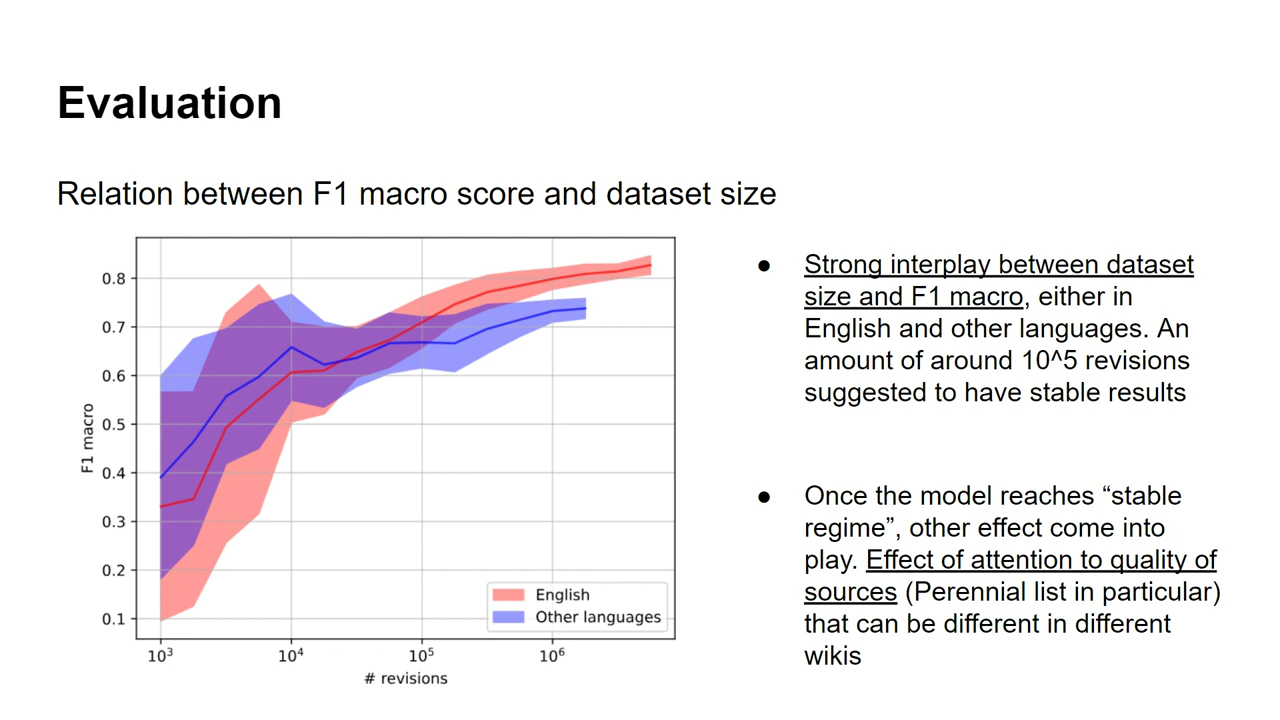 Evaluation
Relation between F1 macro score and dataset size
0.8
0.7
0.6
0.5
0.4
0.3
0.2
0.1
F1 macro
10³
10⁴
10⁵
10⁶
# revisions
English
Other languages
● Strong interplay between dataset
size and F1 macro, either in
English and other languages. An
amount of around 10^5 revisions
suggested to have stable results
● Once the model reaches “stable
regime”, other effect come into
play. Effect of attention to quality of
sources (Perennial list in particular)
that can be different in different
wikis